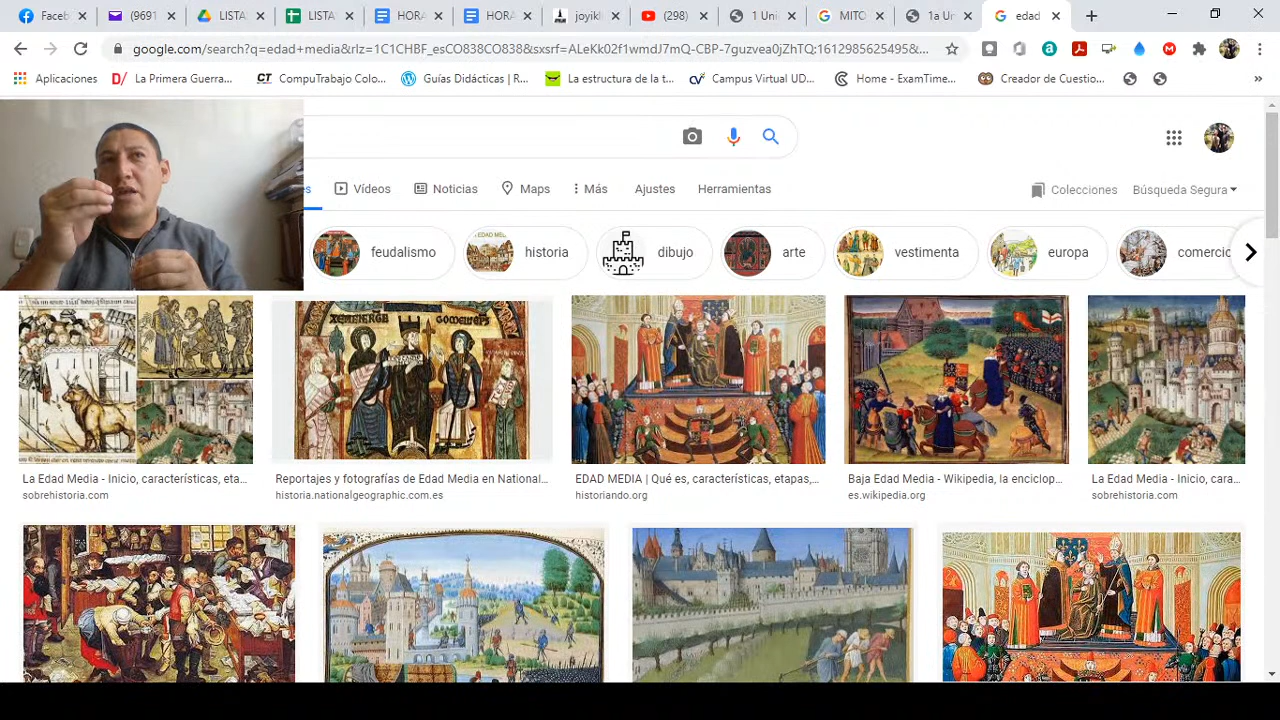 Faceb
(9691
LISTA
LISTA
HORA
HORA
joyikl
(298)
1 Uni
MITO
1a Un
edad
google.com/search?q=edad+media&rlz=1C1CHBF_esCO838CO838&sxsrf=ALeKk02f1wmdJ7mQ-CBP-7guzvea0jZhTQ:1612985625495&...
Aplicaciones
La Primera Guerra...
CompuTrabajo Colo...
Guías Didácticas | R...
La estructura de la t...
Campus Virtual UD...
Home - ExamTime...
Creador de Cuestio...
»
Vídeos
Noticias
Maps
Más
Ajustes
Herramientas
Colecciones
Búsqueda Segura
feudalismo
historia
dibujo
arte
vestimenta
europa
comercio
La Edad Media - Inicio, características, eta...
sobrehistoria.com
Reportajes y fotografías de Edad Media en National...
historia.nationalgeographic.com.es
EDAD MEDIA | Qué es, características, etapas,...
historiando.org
Baja Edad Media - Wikipedia, la enciclop...
es.wikipedia.org
La Edad Media - Inicio, cara...
sobrehistoria.com